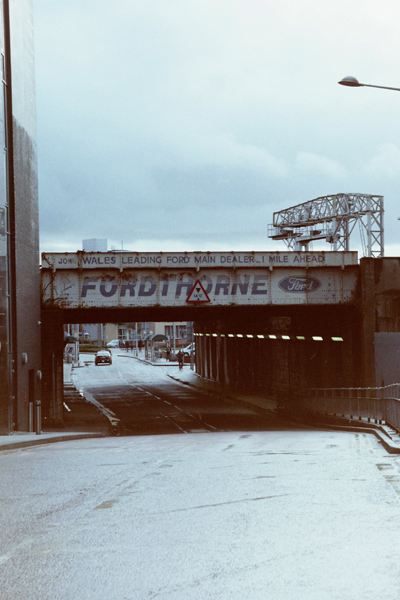 WALES LEADING FORD MAIN DEALER..1 MILE AHEAD
FORDTHORNE
Ford